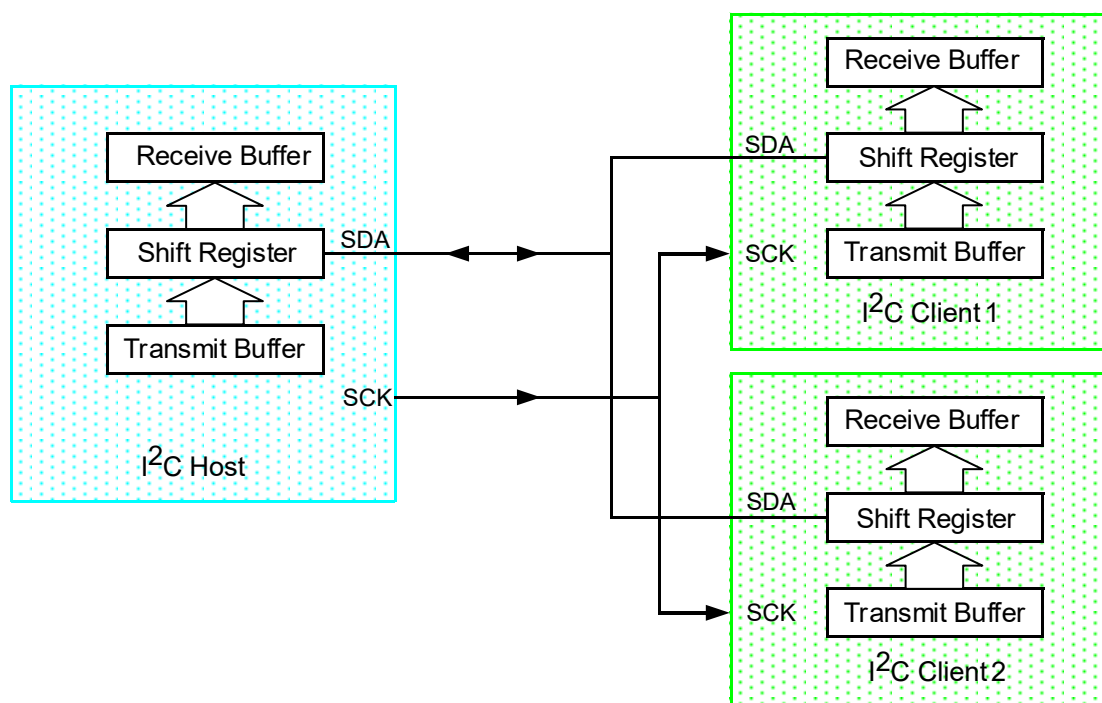 Receive Buffer
Shift Register
SDA
Transmit Buffer
SCK
I2C Host
Receive Buffer
SDA
Shift Register
SCK
Transmit Buffer
I2C Client 1
Receive Buffer
SDA
Shift Register
SCK
Transmit Buffer
I2C Client 2